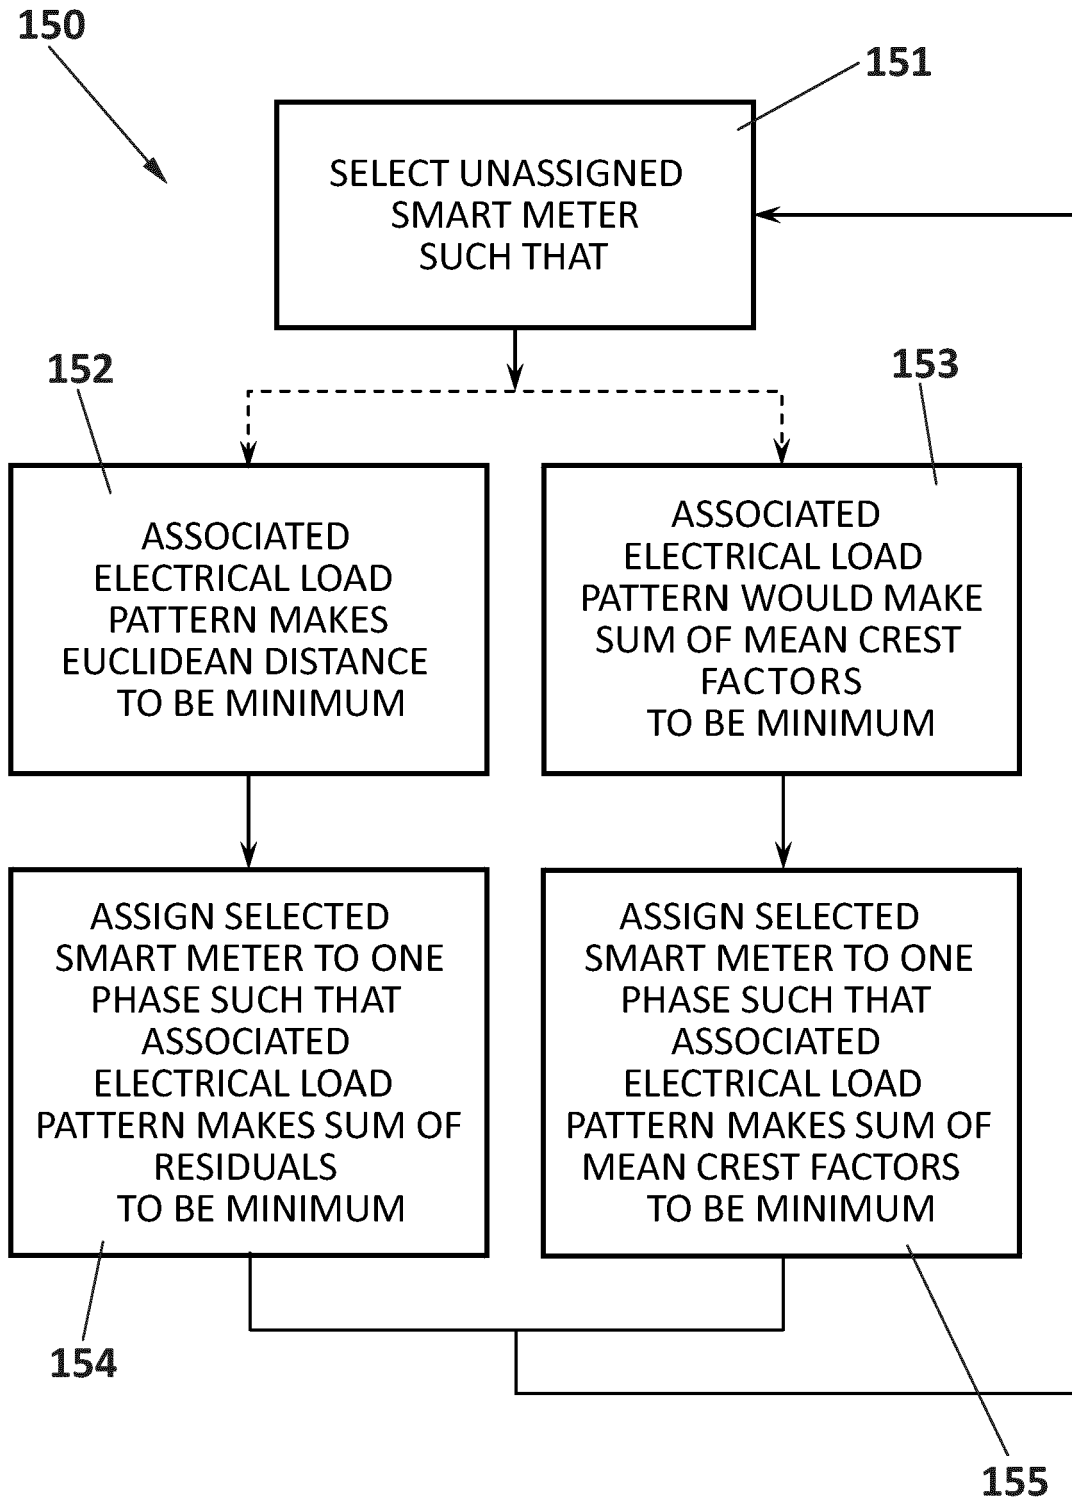 150
151
SELECT UNASSIGNED
SMART METER
SUCH THAT
152
153
ASSOCIATED
ELECTRICAL LOAD
PATTERN MAKES
EUCLIDEAN DISTANCE
TO BE MINIMUM
ASSOCIATED
ELECTRICAL LOAD
PATTERN WOULD MAKE
SUM OF MEAN CREST
FACTORS
TO BE MINIMUM
ASSIGN SELECTED
SMART METER TO ONE
PHASE SUCH THAT
ASSOCIATED
ELECTRICAL LOAD
PATTERN MAKES SUM OF
RESIDUALS
TO BE MINIMUM
ASSIGN SELECTED
SMART METER TO ONE
PHASE SUCH THAT
ASSOCIATED
ELECTRICAL LOAD
PATTERN MAKES SUM OF
MEAN CREST FACTORS
TO BE MINIMUM
154
155